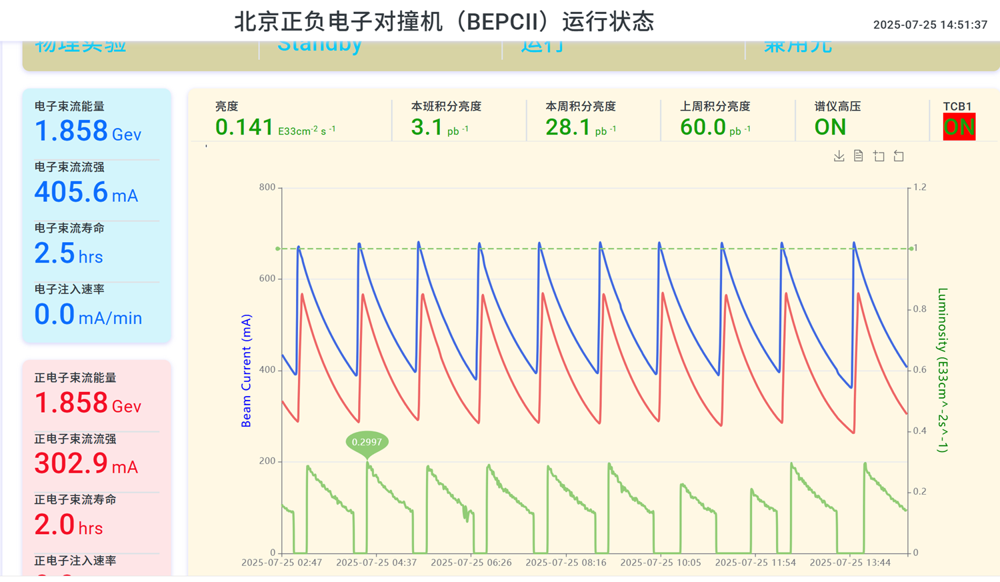 北京正负电子对撞机（BEPCII）运行状态
2025-07-25 14:51:37
物理实验
Standby
运行
兼用光
电子束流能量
1.858 Gev
电子束流流强
405.6 mA
电子束流寿命
2.5 hrs
电子注入速率
0.0 mA/min
正电子束流能量
1.858 Gev
正电子束流流强
302.9 mA
正电子束流寿命
2.0 hrs
正电子注入速率
亮度
0.141 E33cm⁻² s⁻¹
本班积分亮度
3.1 pb⁻¹
本周积分亮度
28.1 pb⁻¹
上周积分亮度
60.0 pb⁻¹
谱仪高压
ON
TCB1
ON
800
600
400
200
0
Beam Current (mA)
1.2
1
0.8
0.6
0.4
0.2
0
Luminosity (E33cm^-2s^-1)
0.2997
2025-07-25 02:47
2025-07-25 04:37
2025-07-25 06:26
2025-07-25 08:16
2025-07-25 10:05
2025-07-25 11:54
2025-07-25 13:44